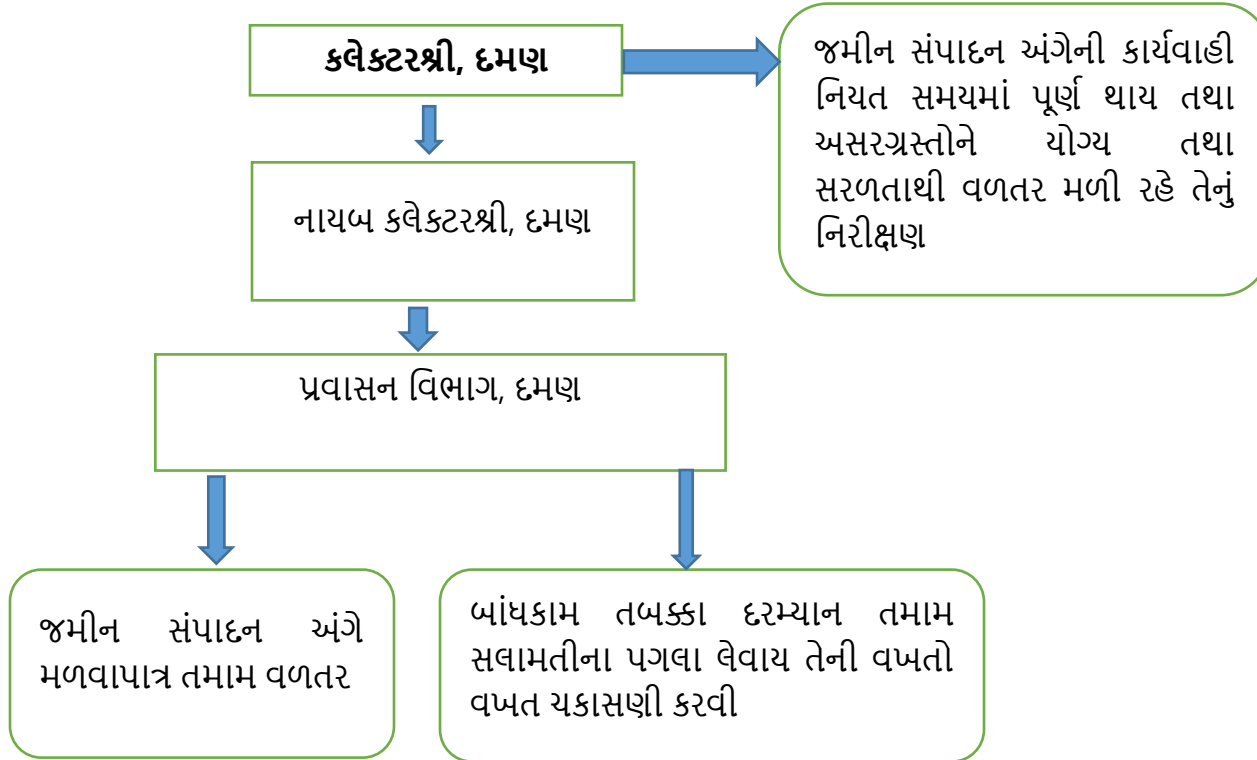 કલેક્ટરશ્રી, દમણ
જમીન સંપાદન અંગેની કાર્યવાહી
નિયત સમયમાં પૂર્ણ થાય તથા
અસરગ્રસ્તોને યોગ્ય તથા
સરળતાથી વળતર મળી રહે તેનું
નિરીક્ષણ
નાયબ કલેકટરશ્રી, દમણ
પ્રવાસન વિભાગ, દમણ
જમીન સંપાદન અંગે
મળવાપાત્ર તમામ વળતર
બાંધકામ તબક્કા દરમ્યાન તમામ
સલામતીના પગલા લેવાય તેની વખતો
વખત ચકાસણી કરવી